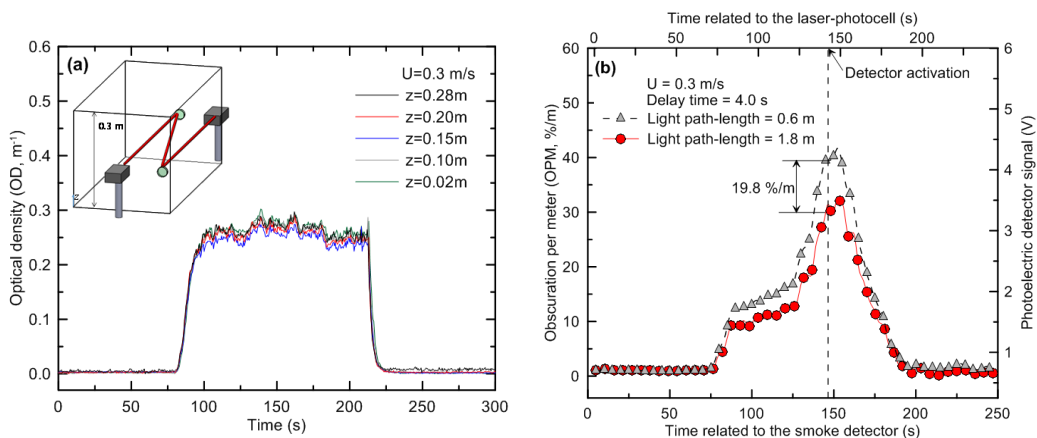 (a)
U=0.3 m/s
z=0.28m
z=0.20m
z=0.15m
z=0.10m
z=0.02m
0.3 m
z
Optical density (OD, m⁻¹)
0.6
0.5
0.4
0.3
0.2
0.1
0.0
0 50 100 150 200 250 300
Time (s)
Time related to the laser-photocell (s)
0 50 100 150 200
(b)
Detector activation
U = 0.3 m/s
Delay time = 4.0 s
Light path-length = 0.6 m
Light path-length = 1.8 m
19.8 %/m
Obscuration per meter (OPM, %/m)
60
50
40
30
20
10
0
Photoelectric detector signal (V)
6
5
4
3
2
1
0 50 100 150 200 250
Time related to the smoke detector (s)